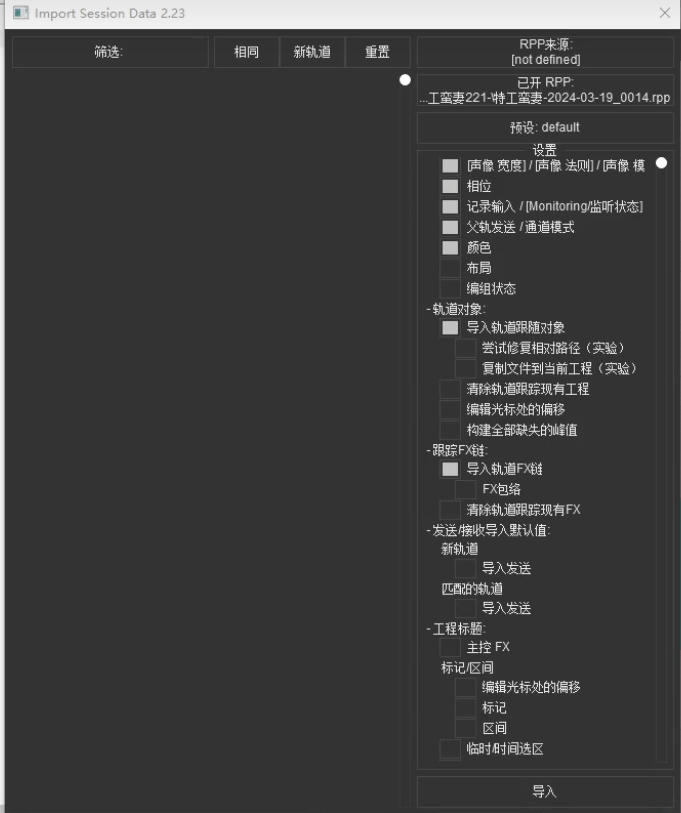 Import Session Data 2.23
筛选:
相同
新轨道
重置
RPP来源:
[not defined]
已开 RPP:
...工蛮妻221-\特工蛮妻-2024-03-19_0014.rpp
预设: default
设置
[声像 宽度] / [声像 法则] / [声像 模
相位
记录输入 / [Monitoring/监听状态]
父轨发送 / 通道模式
颜色
布局
编组状态
- 轨道对象:
导入轨道跟随对象
尝试修复相对路径（实验）
复制文件到当前工程（实验）
清除轨道跟踪现有工程
编辑光标处的偏移
构建全部缺失的峰值
- 跟踪FX链:
导入轨道FX链
FX包络
清除轨道跟踪现有FX
- 发送/接收导入默认值:
新轨道
导入发送
匹配的轨道
导入发送
- 工程标题:
主控 FX
标记/区间
编辑光标处的偏移
标记
区间
临时/时间选区
导入